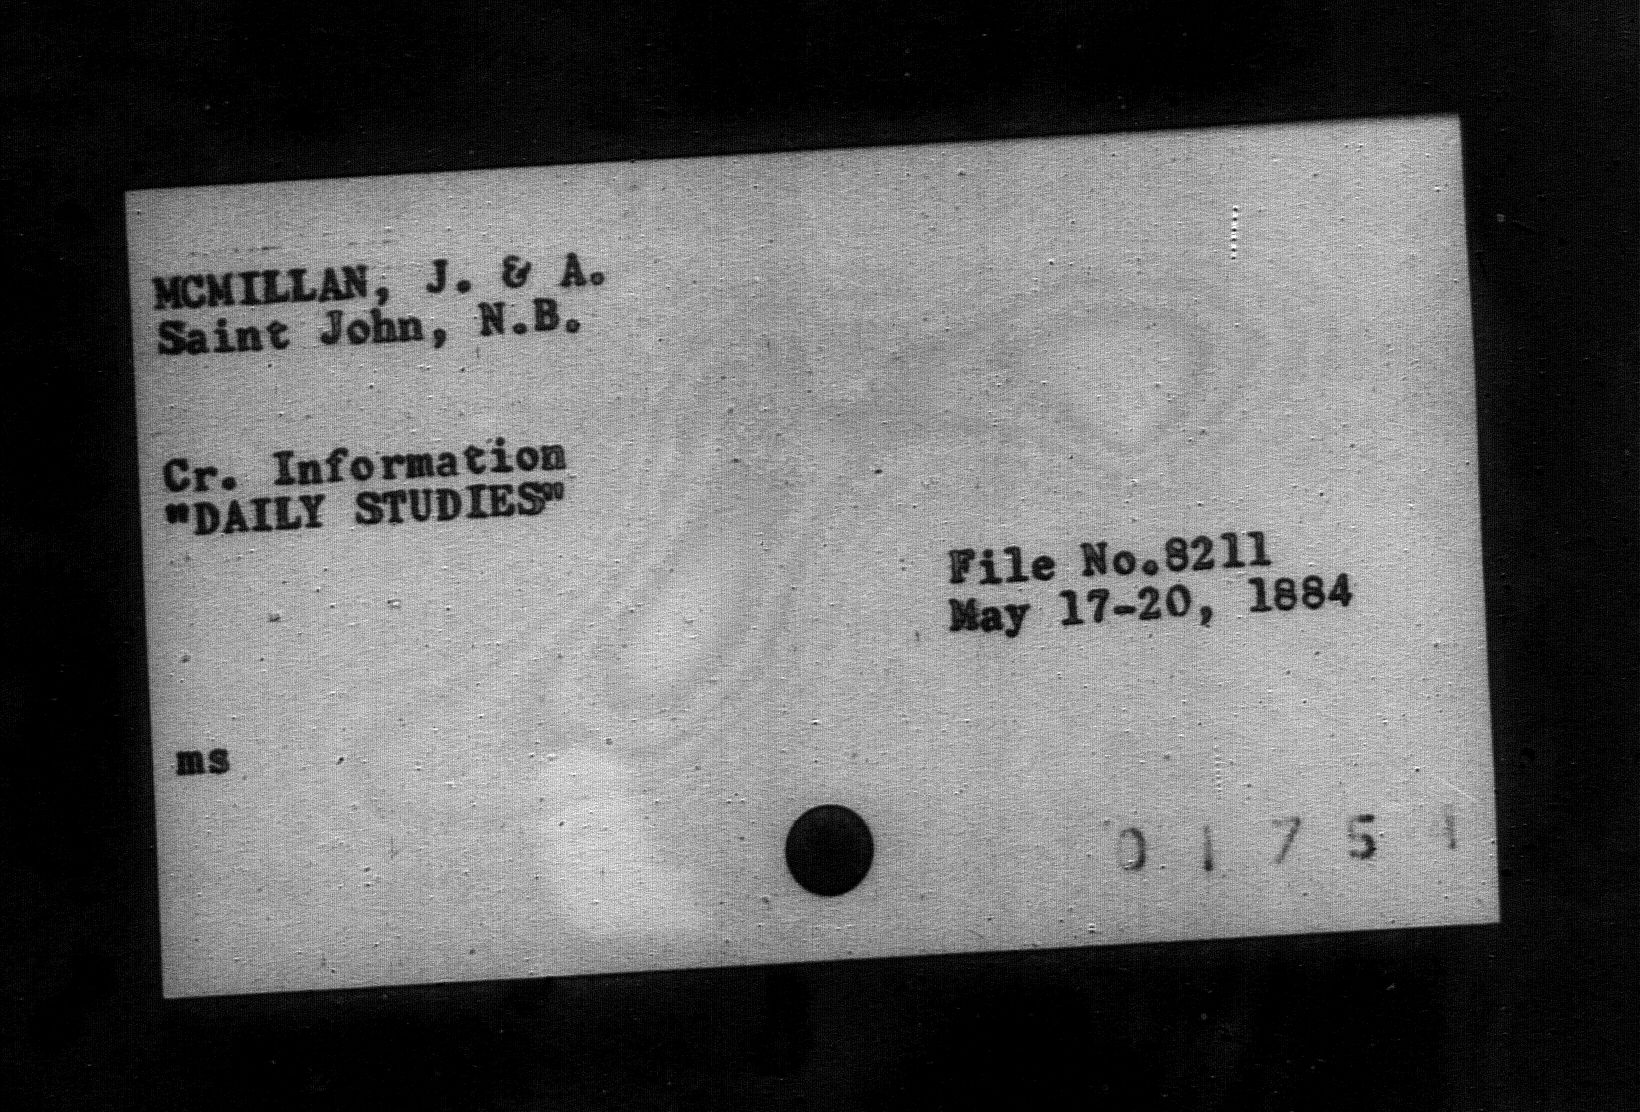 MCMILLAN, J. & A.
Saint John, N.B.
Cr. Information
"DAILY STUDIES"
File No.8211
May 17-20, 1884
ms
0 1 7 5 1